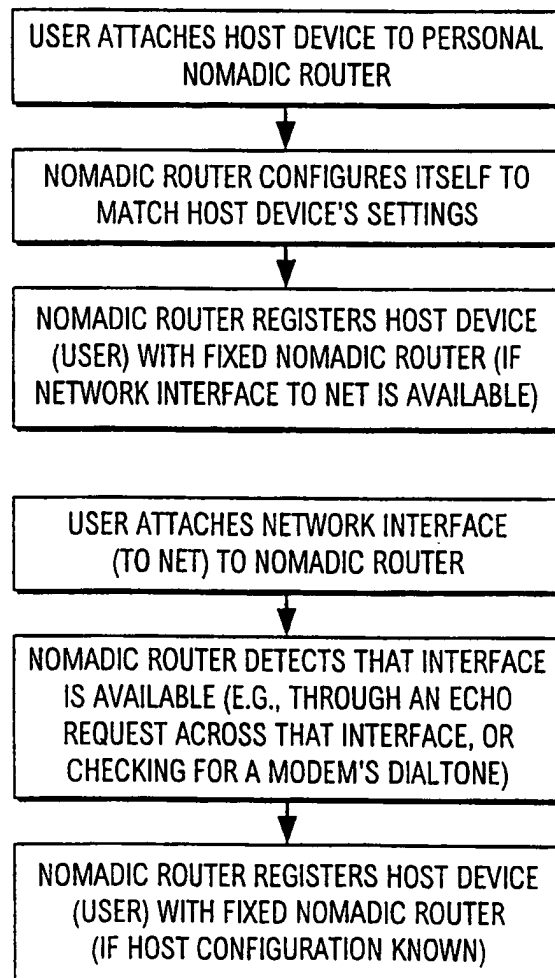 USER ATTACHES HOST DEVICE TO PERSONAL
NOMADIC ROUTER
NOMADIC ROUTER CONFIGURES ITSELF TO
MATCH HOST DEVICE'S SETTINGS
NOMADIC ROUTER REGISTERS HOST DEVICE
(USER) WITH FIXED NOMADIC ROUTER (IF
NETWORK INTERFACE TO NET IS AVAILABLE)
USER ATTACHES NETWORK INTERFACE
(TO NET) TO NOMADIC ROUTER
NOMADIC ROUTER DETECTS THAT INTERFACE
IS AVAILABLE (E.G., THROUGH AN ECHO
REQUEST ACROSS THAT INTERFACE, OR
CHECKING FOR A MODEM'S DIALTONE)
NOMADIC ROUTER REGISTERS HOST DEVICE
(USER) WITH FIXED NOMADIC ROUTER
(IF HOST CONFIGURATION KNOWN)